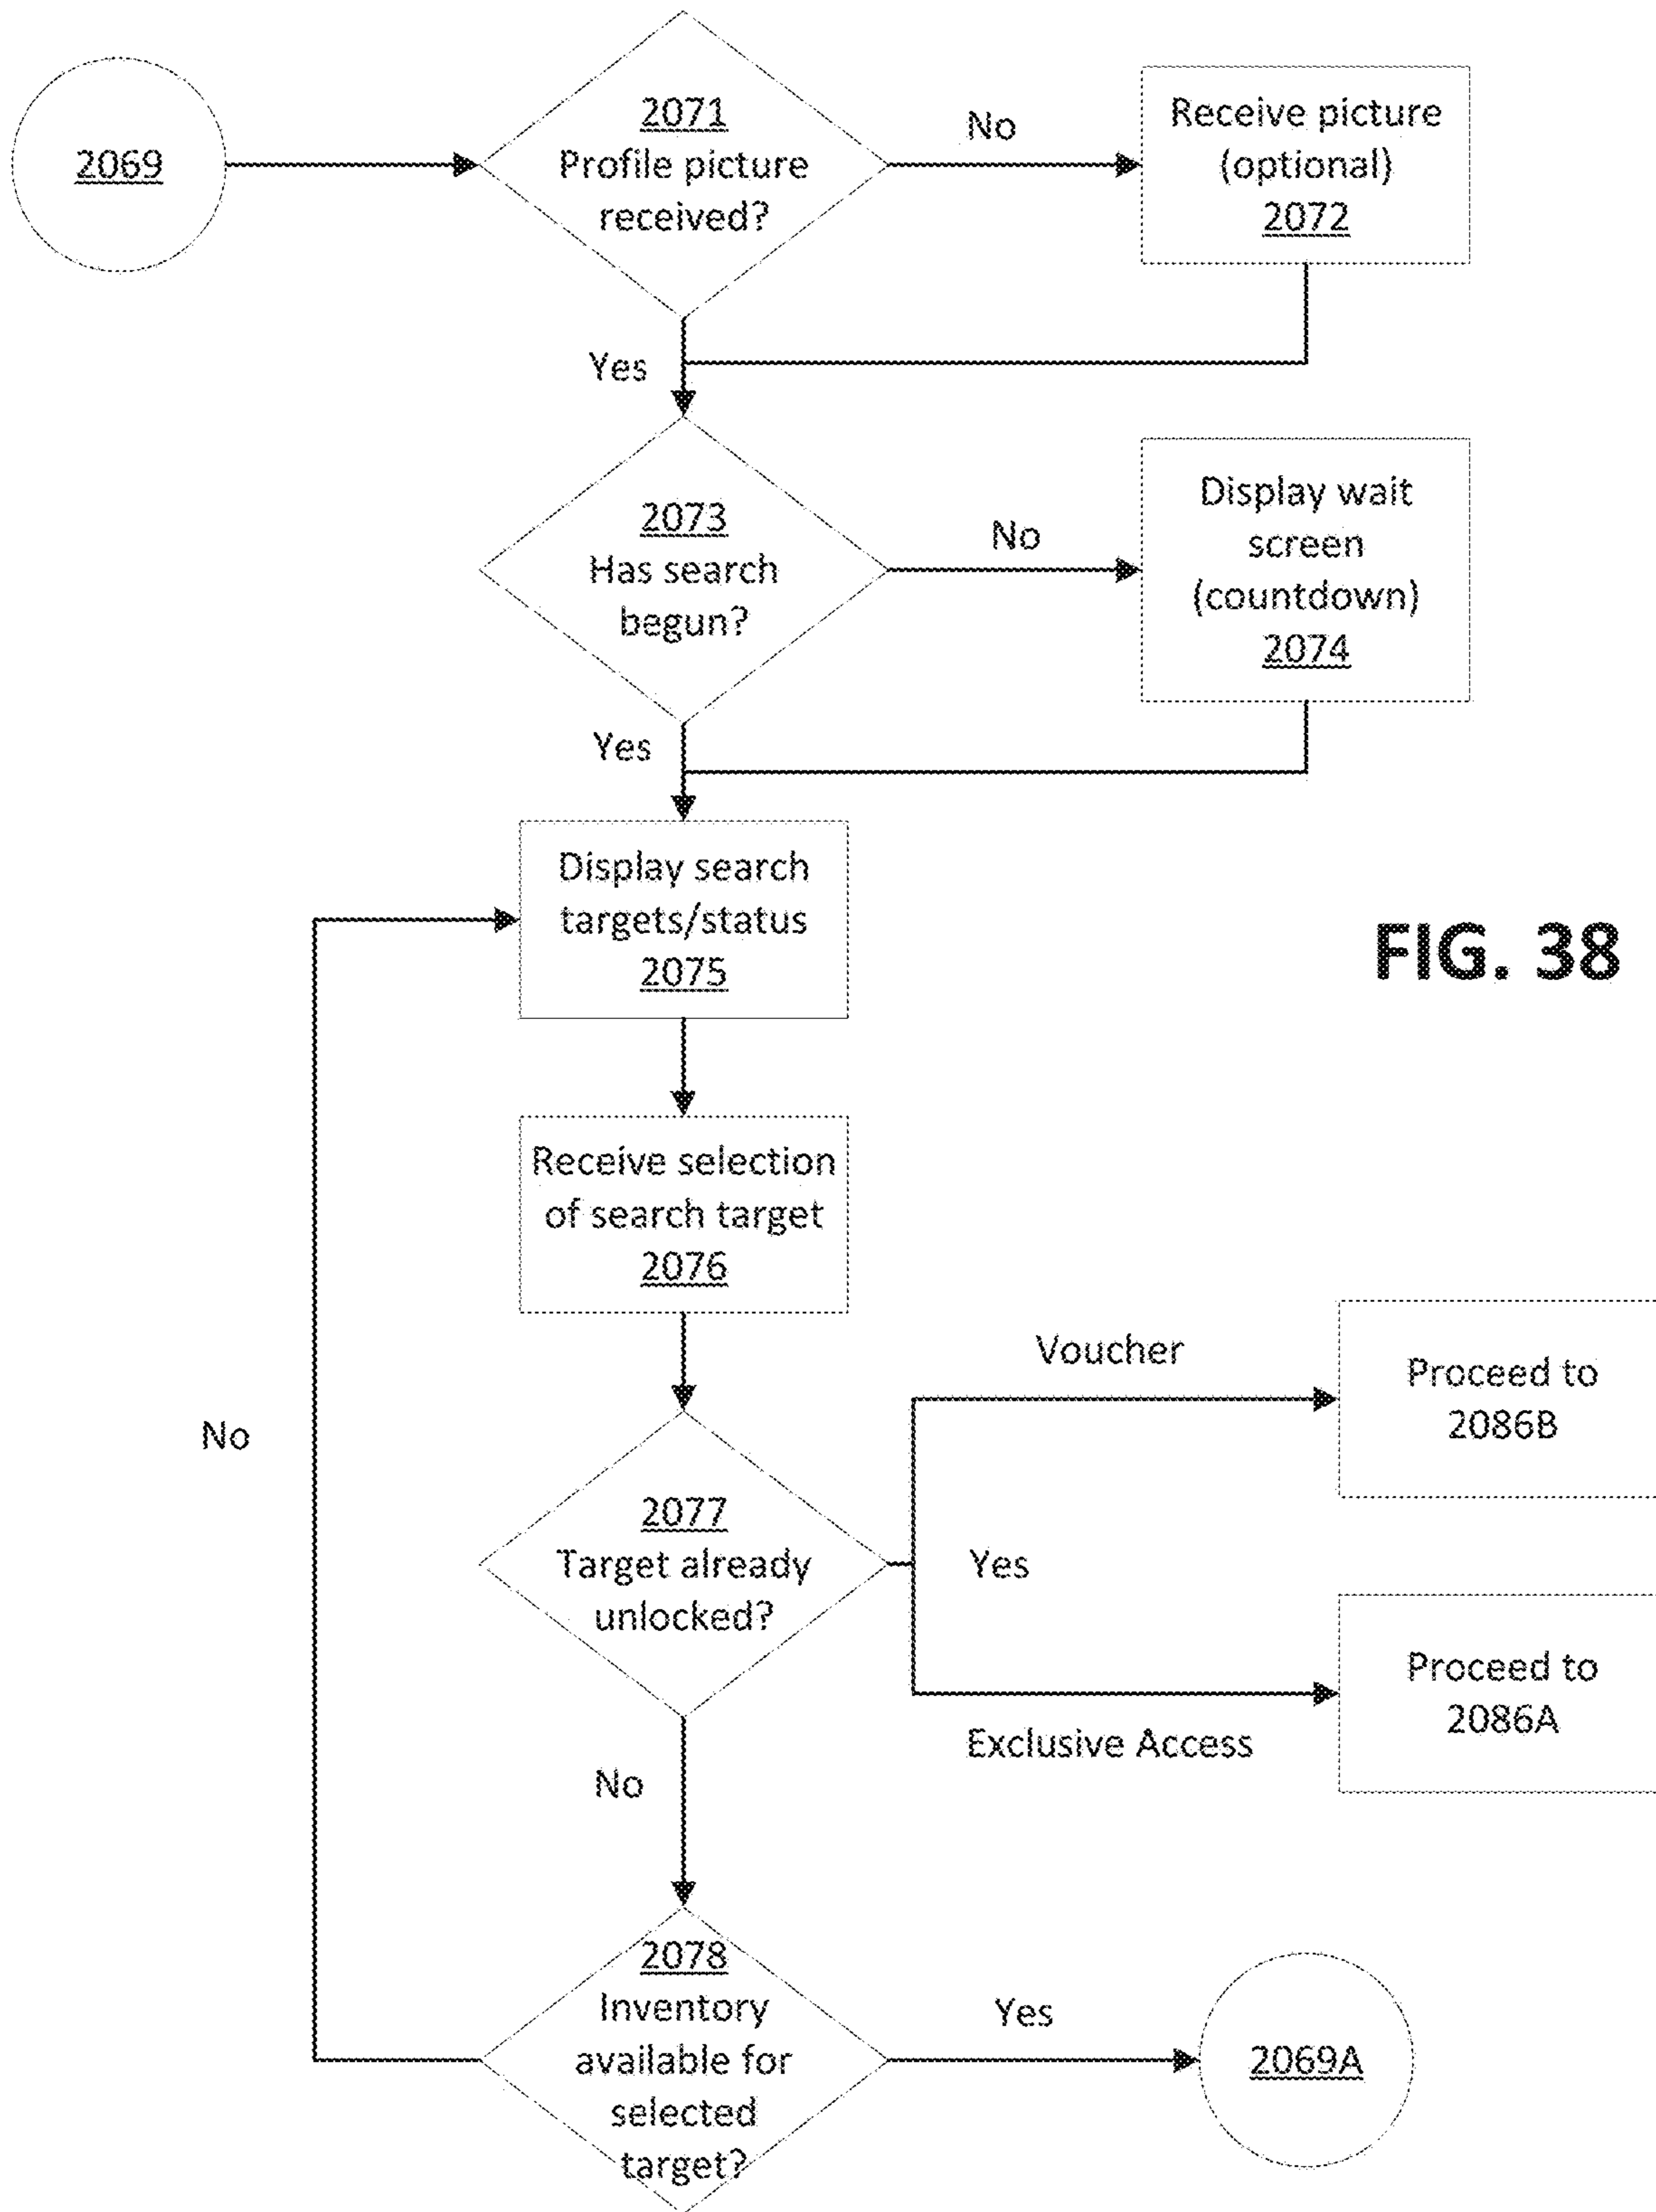 2069
2071
Profile picture
received?
No
Receive picture
(optional)
2072
Yes
2073
Has search
begun?
No
Display wait
screen
(countdown)
2074
Yes
Display search
targets/status
2075
FIG. 38
Receive selection
of search target
2076
No
2077
Target already
unlocked?
Voucher
Proceed to
2086B
Yes
Exclusive Access
Proceed to
2086A
No
2078
Inventory
available for
selected
target?
Yes
2069A